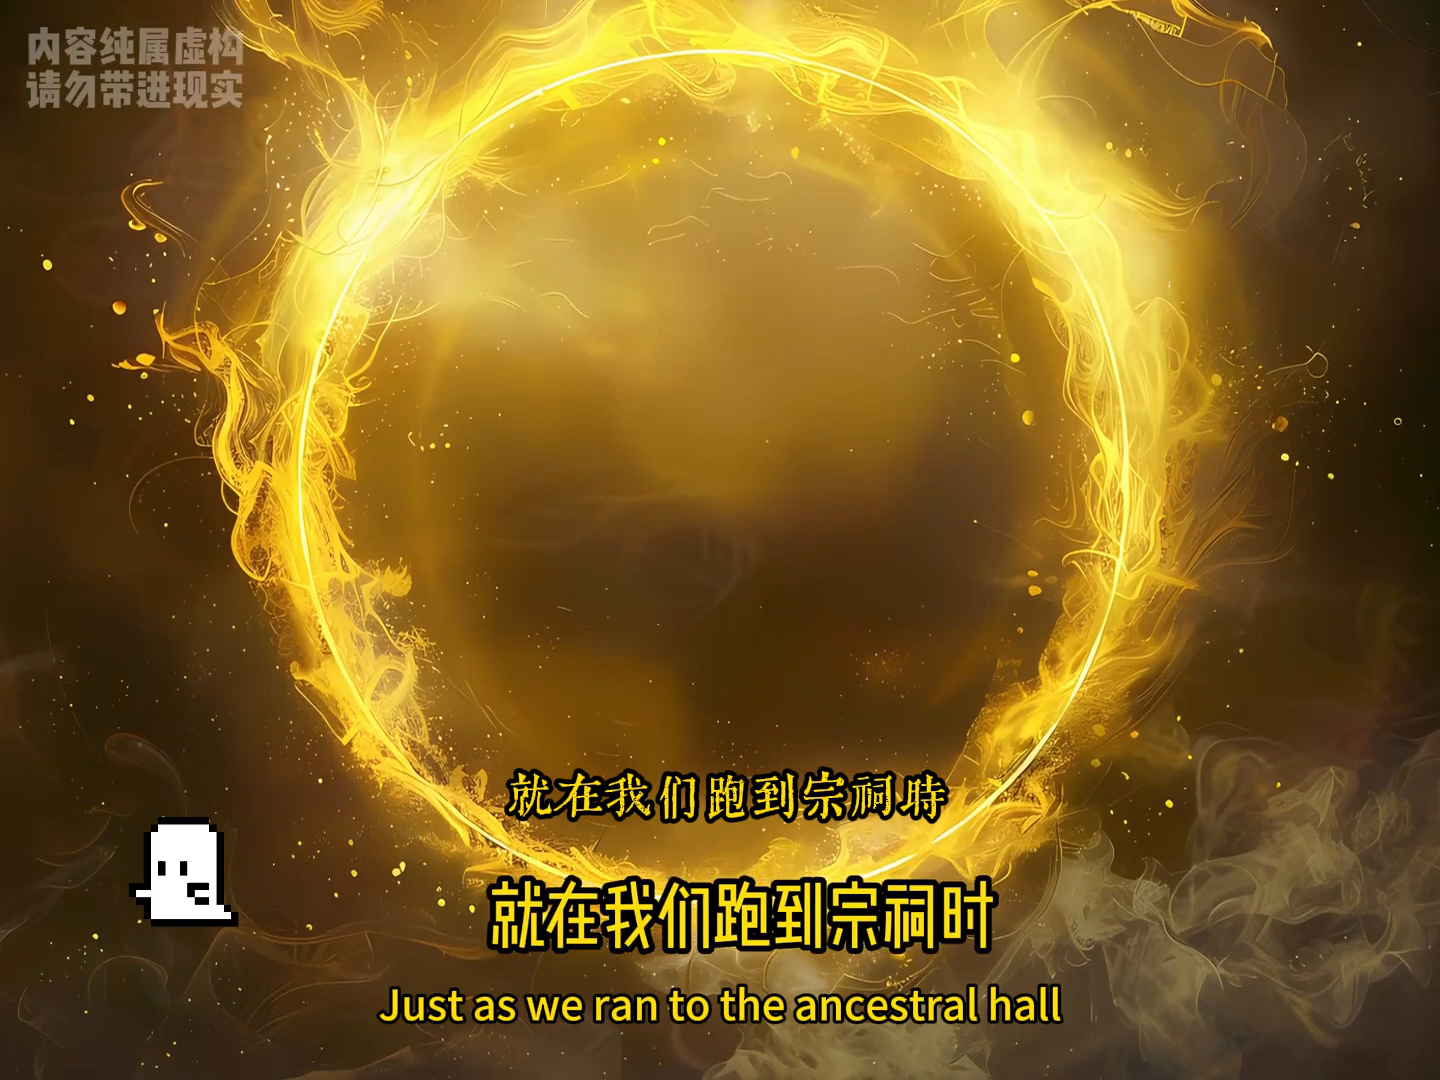 内容纯属虚构
请勿带进现实
就在我们跑到宗祠時
就在我们跑到宗祠时
Just as we ran to the ancestral hall